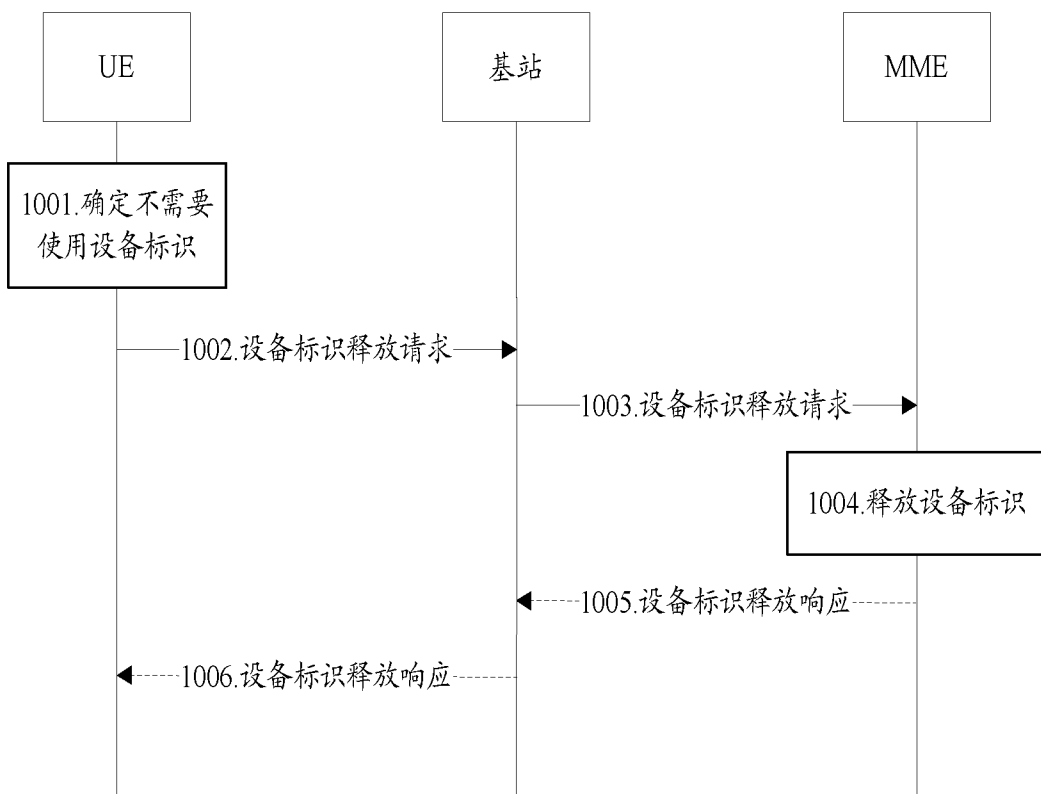 UE
基站
MME
1001.确定不需要
使用设备标识
1002.设备标识释放请求
1003.设备标识释放请求
1004.释放设备标识
1005.设备标识释放响应
1006.设备标识释放响应